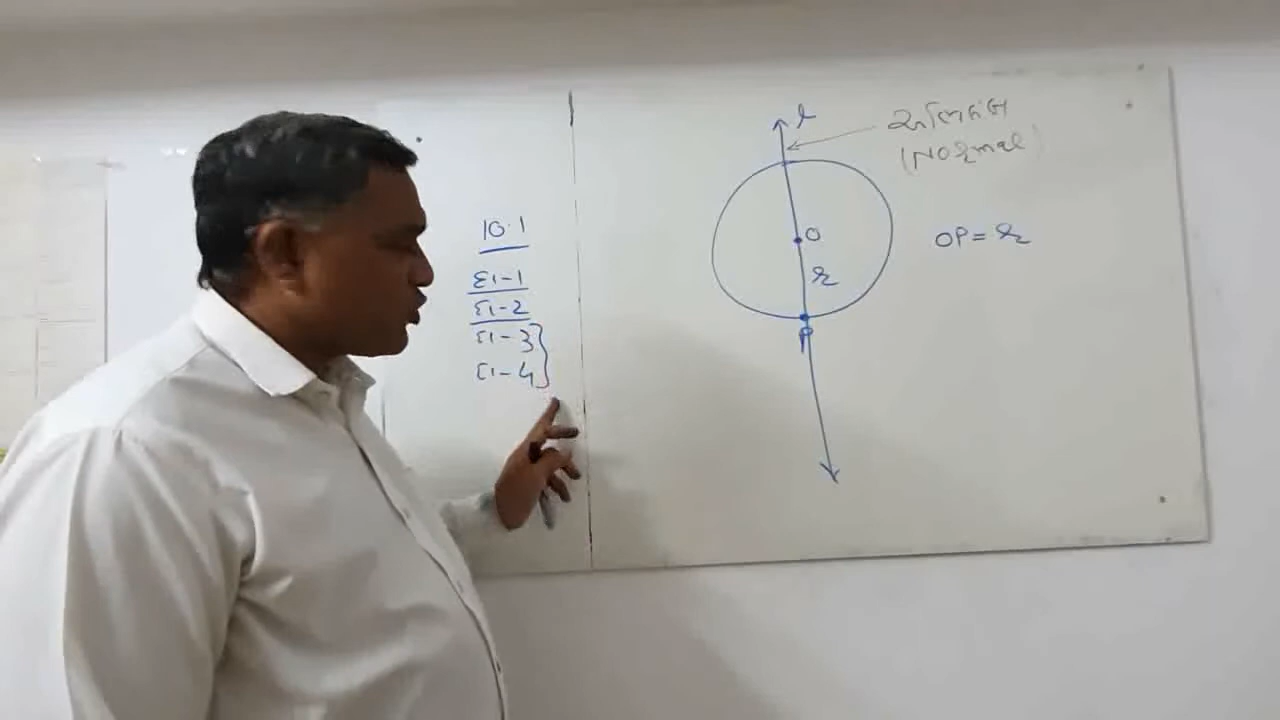 10.1
દા-1
દા-2
દા-3
દા-4
l
અભિલંબ
(Normal)
O
r
P
OP = r